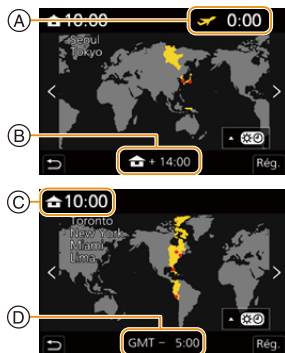 A
10:00
0:00
Seoul
Tokyo
B
+ 14:00
Rég.
C
10:00
Toronto
New York
Miami
Lima
D
GMT − 5:00
Rég.